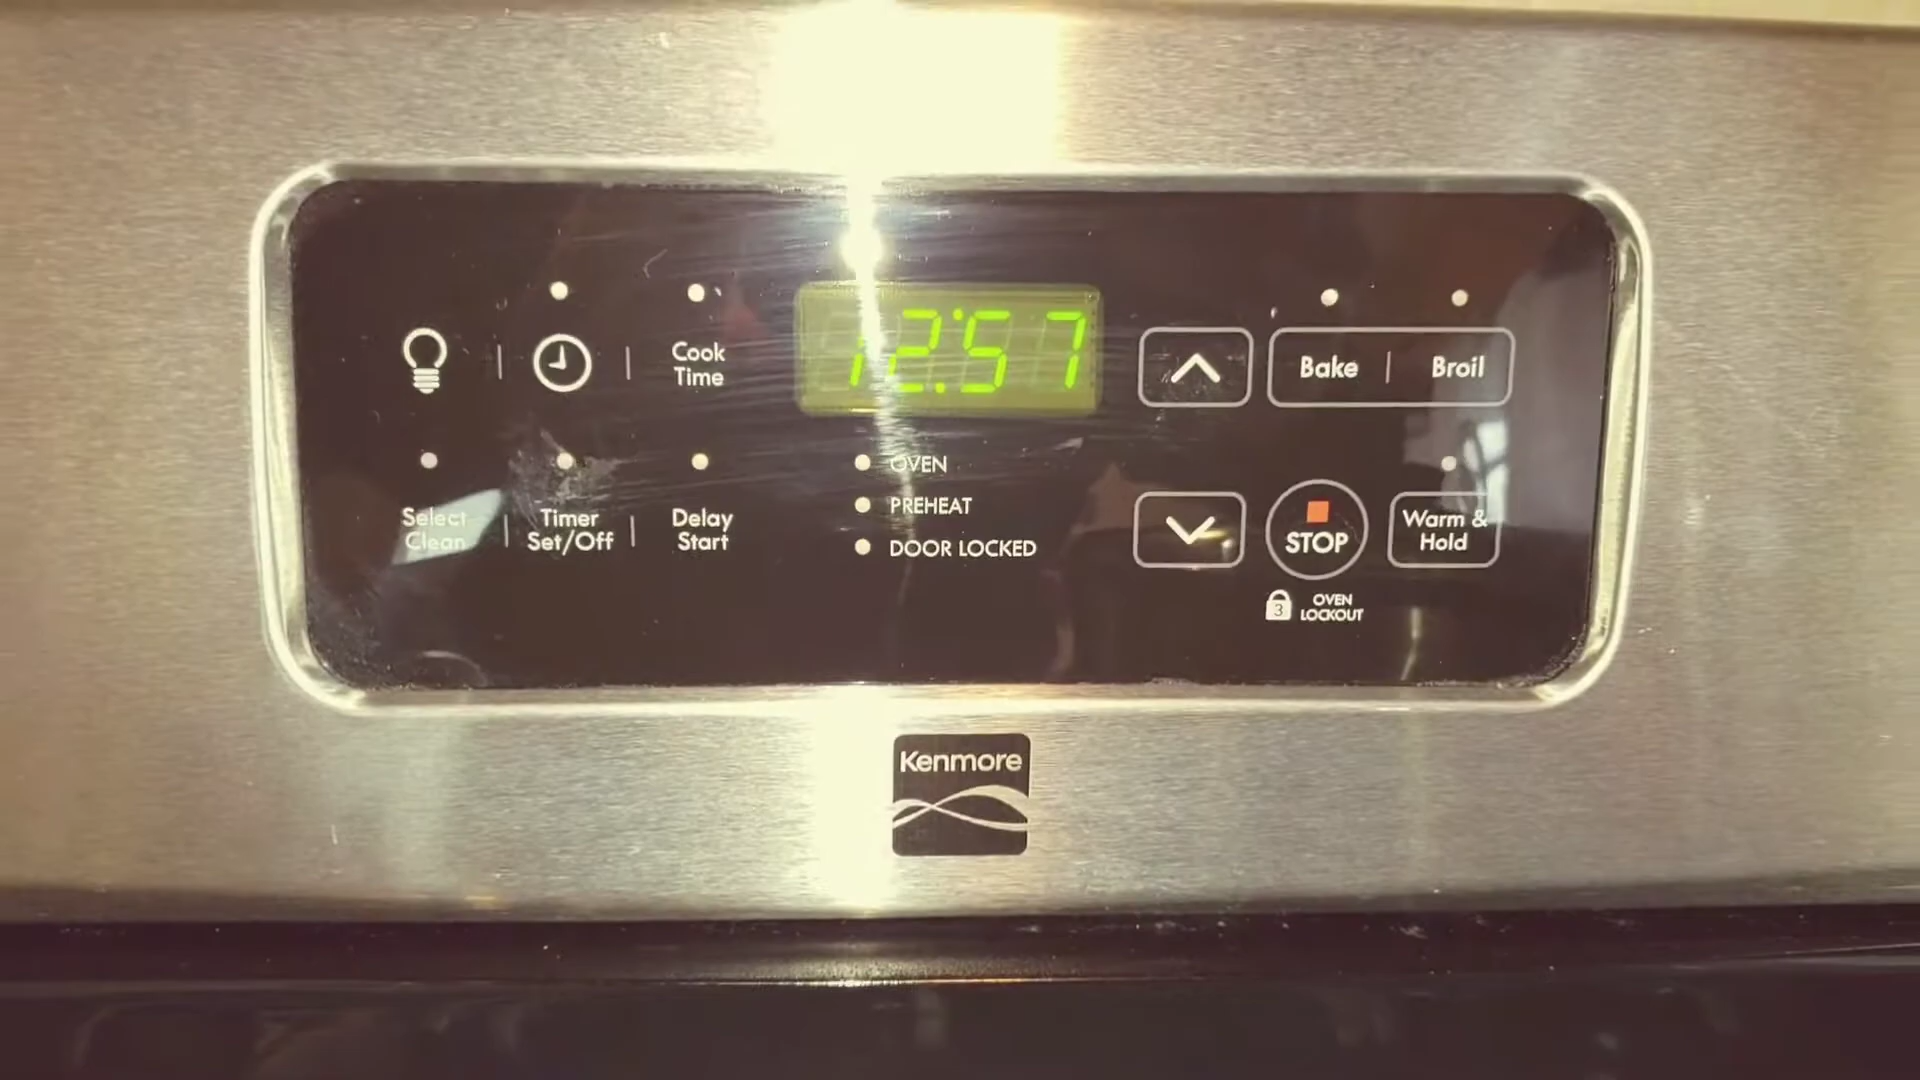 12:57
Cook
Time
Bake | Broil
Select
Clean
Timer
Set/Off
Delay
Start
OVEN
PREHEAT
DOOR LOCKED
STOP
Warm &
Hold
3
OVEN
LOCKOUT
Kenmore